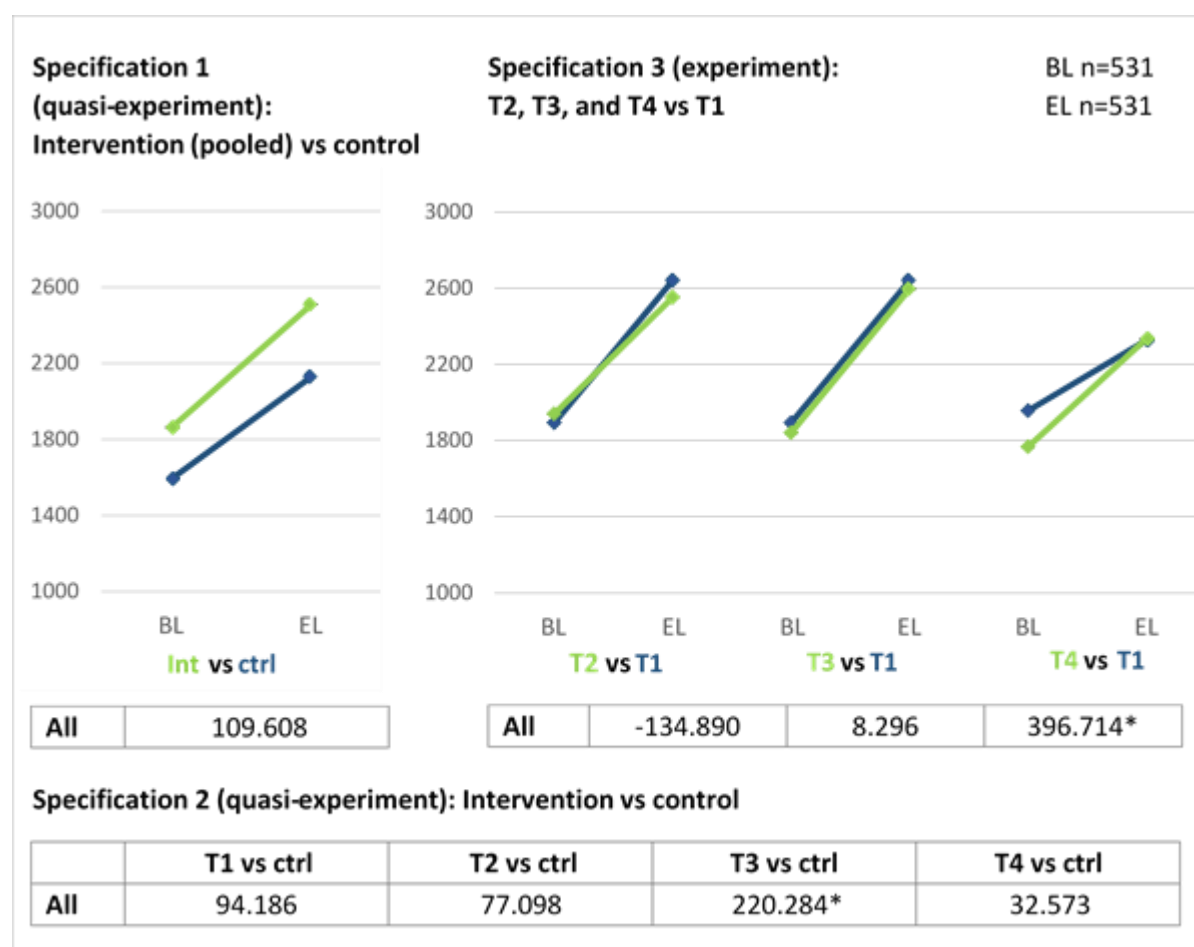 Specification 1
(quasi-experiment):
Intervention (pooled) vs control
Specification 3 (experiment):
T2, T3, and T4 vs T1
BL n=531
EL n=531
3000
2600
2200
1800
1400
1000
BL EL
Int vs ctrl
3000
2600
2200
1800
1400
1000
BL EL BL EL BL EL
T2 vs T1 T3 vs T1 T4 vs T1
All 109.608
All -134.890 8.296 396.714*
Specification 2 (quasi-experiment): Intervention vs control
T1 vs ctrl T2 vs ctrl T3 vs ctrl T4 vs ctrl
All 94.186 77.098 220.284* 32.573